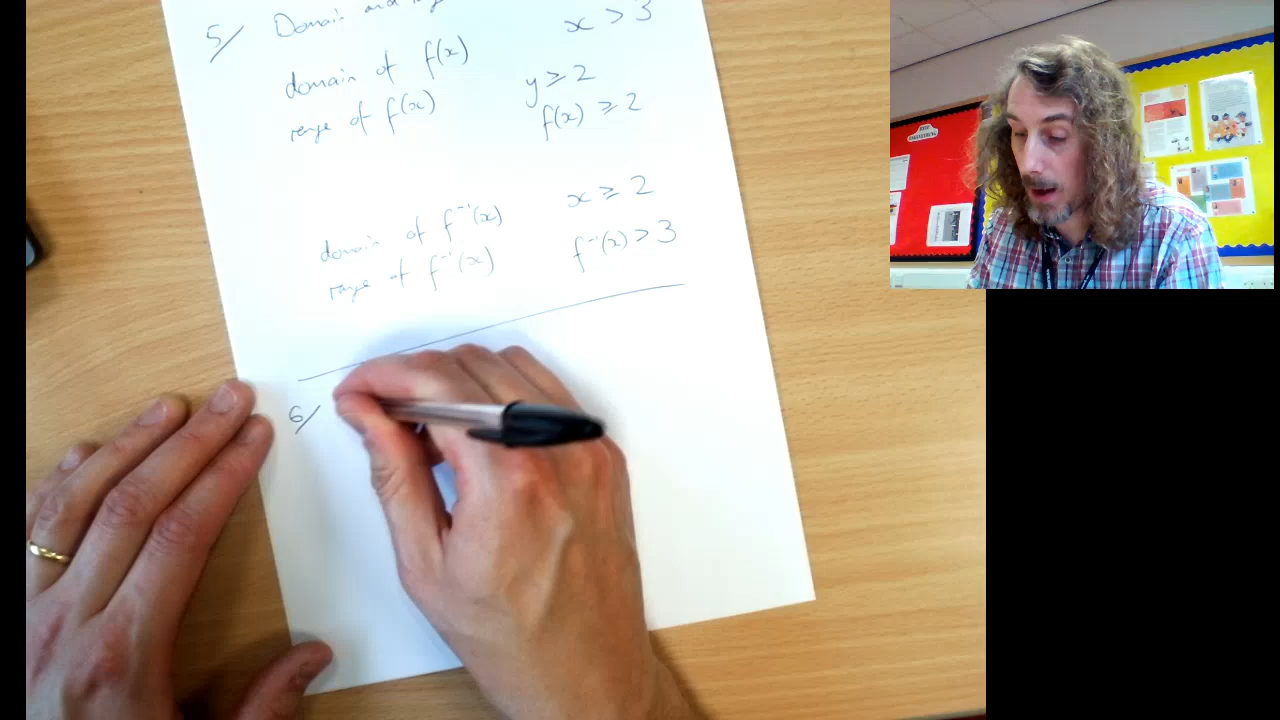 5/ Domain and
x > 3
domain of f(x)
y ≥ 2
range of f(x)
f(x) ≥ 2
domain of f⁻¹(x)
x ≥ 2
range of f⁻¹(x)
f⁻¹(x) > 3
6/